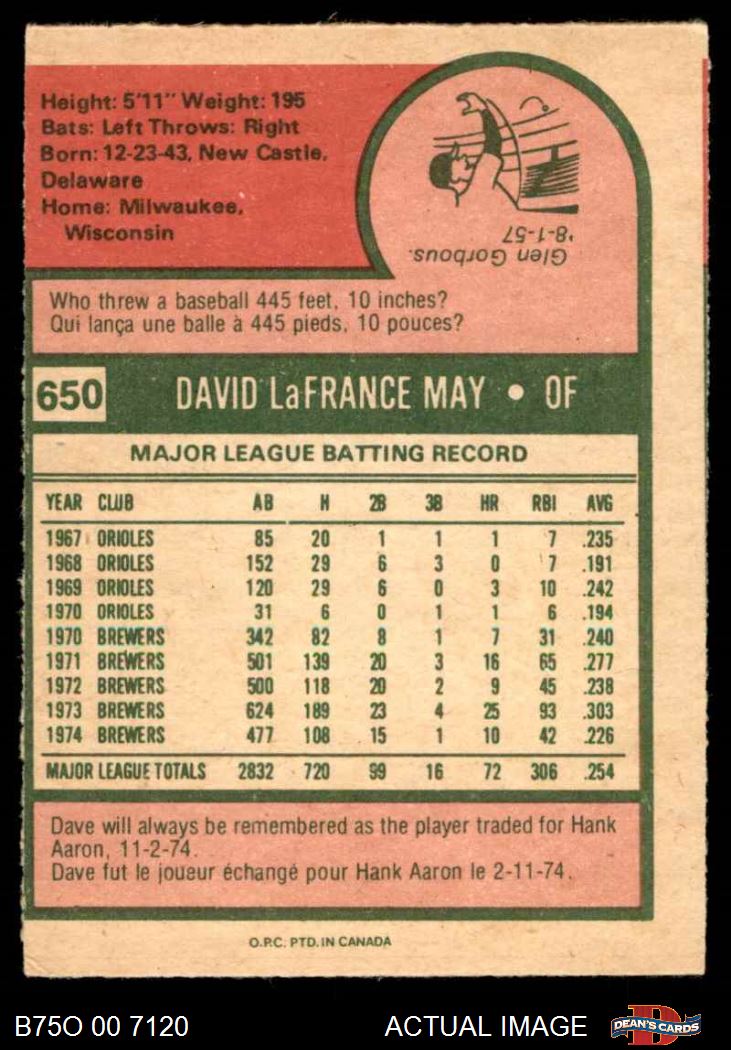 Height: 5'11" Weight: 195
Bats: Left Throws: Right
Born: 12-23-43, New Castle,
Delaware
Home: Milwaukee,
Wisconsin
Glen Gorbous.
'8-1-57
Who threw a baseball 445 feet, 10 inches?
Qui lança une balle à 445 pieds, 10 pouces?
650 DAVID LaFRANCE MAY • OF
MAJOR LEAGUE BATTING RECORD
YEAR CLUB AB H 2B 3B HR RBI AVG
1967 ORIOLES 85 20 1 1 1 7 .235
1968 ORIOLES 152 29 6 3 0 7 .191
1969 ORIOLES 120 29 6 0 3 10 .242
1970 ORIOLES 31 6 0 1 1 6 .194
1970 BREWERS 342 82 8 1 7 31 .240
1971 BREWERS 501 139 20 3 16 65 .277
1972 BREWERS 500 118 20 2 9 45 .238
1973 BREWERS 624 189 23 4 25 93 .303
1974 BREWERS 477 108 15 1 10 42 .226
MAJOR LEAGUE TOTALS 2832 720 99 16 72 306 .254
Dave will always be remembered as the player traded for Hank
Aaron, 11-2-74.
Dave fut le joueur échangé pour Hank Aaron le 2-11-74.
O.P.C. PTD. IN CANADA
B75O 00 7120 ACTUAL IMAGE DEAN'S CARDS